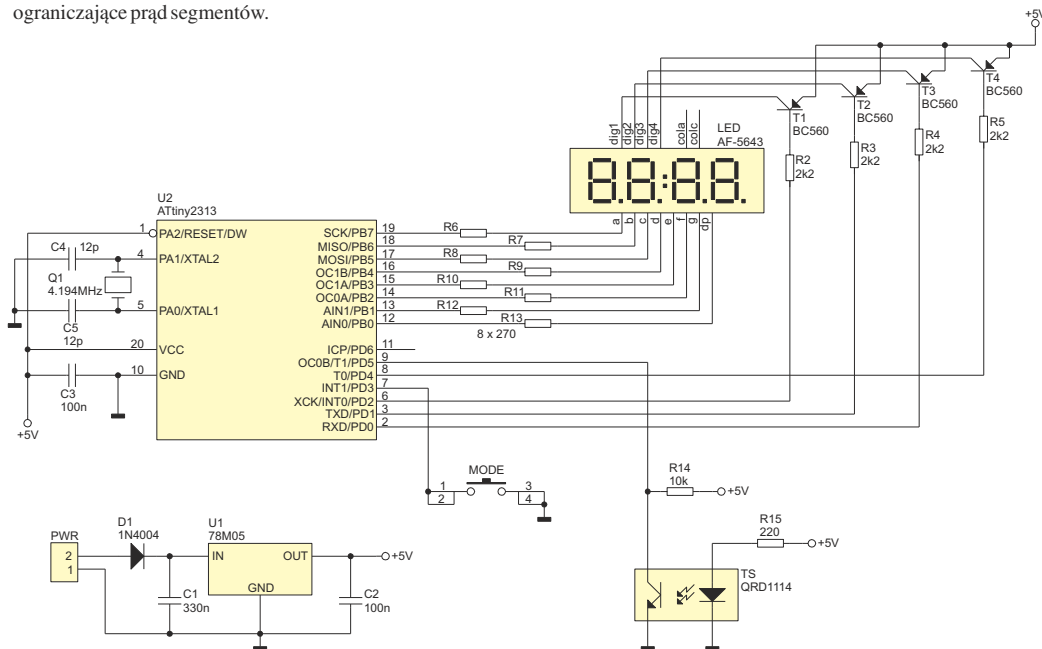 ograniczające prąd segmentów.
+5V
T4
BC560
T3
BC560
T2
BC560
T1
BC560
R5
2k2
R4
2k2
R3
2k2
R2
2k2
dig1
dig2
dig3
dig4
cola
colc
LED
AF-5643
a
b
c
d
e
f
g
dp
U2
ATtiny2313
1
PA2/RESET/DW
4
PA1/XTAL2
5
PA0/XTAL1
20
VCC
10
GND
C4
12p
Q1
4.194MHz
C5
12p
C3
100n
+5V
SCK/PB7
19
MISO/PB6
18
MOSI/PB5
17
OC1B/PB4
16
OC1A/PB3
15
OC0A/PB2
14
AIN1/PB1
13
AIN0/PB0
12
ICP/PD6
11
OC0B/T1/PD5
9
T0/PD4
8
INT1/PD3
7
XCK/INT0/PD2
6
TXD/PD1
3
RXD/PD0
2
R6
R7
R8
R9
R10
R11
R12
R13
8 x 270
MODE
1
2
3
4
R14
10k
+5V
R15
220
+5V
TS
QRD1114
PWR
2
1
D1
1N4004
U1
78M05
IN
OUT
GND
+5V
C1
330n
C2
100n